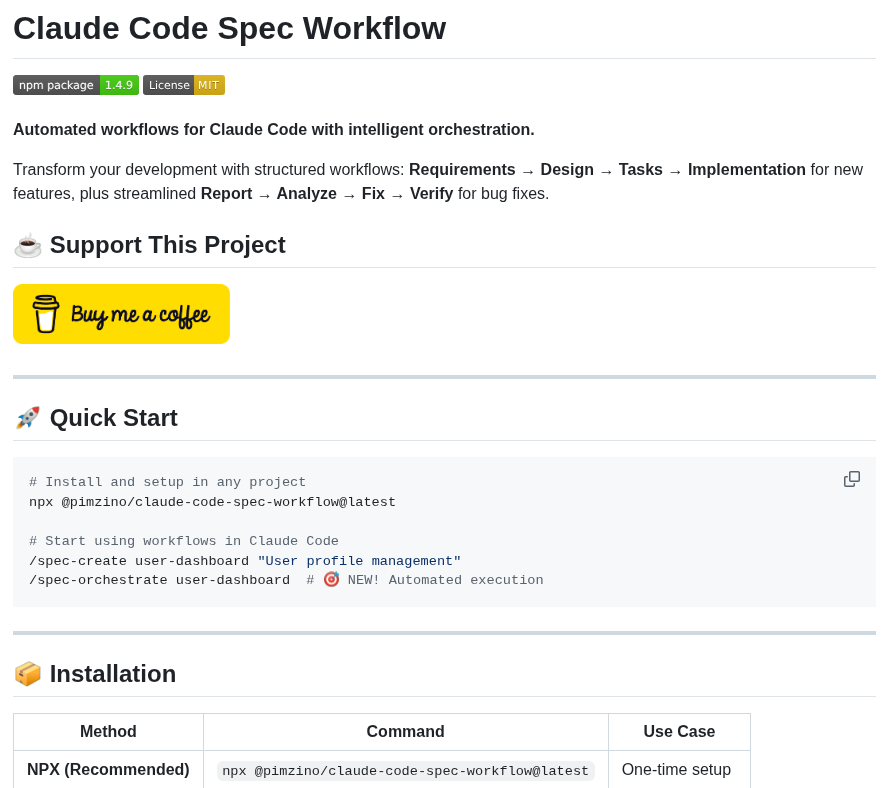 Claude Code Spec Workflow
npm package 1.4.9 License MIT
Automated workflows for Claude Code with intelligent orchestration.
Transform your development with structured workflows: Requirements → Design → Tasks → Implementation for new
features, plus streamlined Report → Analyze → Fix → Verify for bug fixes.
☕ Support This Project
Buy me a coffee
🚀 Quick Start
# Install and setup in any project
npx @pimzino/claude-code-spec-workflow@latest
# Start using workflows in Claude Code
/spec-create user-dashboard "User profile management"
/spec-orchestrate user-dashboard  # 🎯 NEW! Automated execution
📦 Installation
Method Command Use Case
NPX (Recommended) npx @pimzino/claude-code-spec-workflow@latest One-time setup